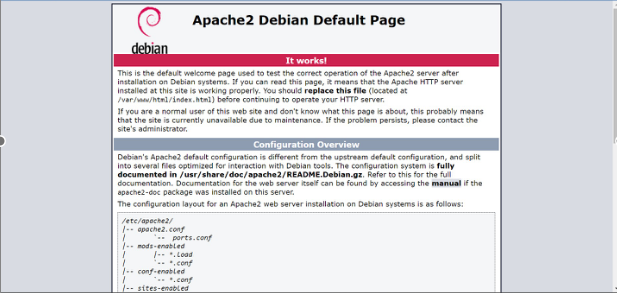 Apache2 Debian Default Page
debian
It works!
This is the default welcome page used to test the correct operation of the Apache2 server after
installation on Debian systems. If you can read this page, it means that the Apache HTTP server
installed at this site is working properly. You should replace this file (located at
/var/www/html/index.html) before continuing to operate your HTTP server.
If you are a normal user of this web site and don't know what this page is about, this probably means
that the site is currently unavailable due to maintenance. If the problem persists, please contact the
site's administrator.
Configuration Overview
Debian's Apache2 default configuration is different from the upstream default configuration, and split
into several files optimized for interaction with Debian tools. The configuration system is fully
documented in /usr/share/doc/apache2/README.Debian.gz. Refer to this for the full
documentation. Documentation for the web server itself can be found by accessing the manual if the
apache2-doc package was installed on this server.
The configuration layout for an Apache2 web server installation on Debian systems is as follows:
/etc/apache2/
|-- apache2.conf
|       `--  ports.conf
|-- mods-enabled
|       |-- *.load
|       `-- *.conf
|-- conf-enabled
|       `-- *.conf
|-- sites-enabled